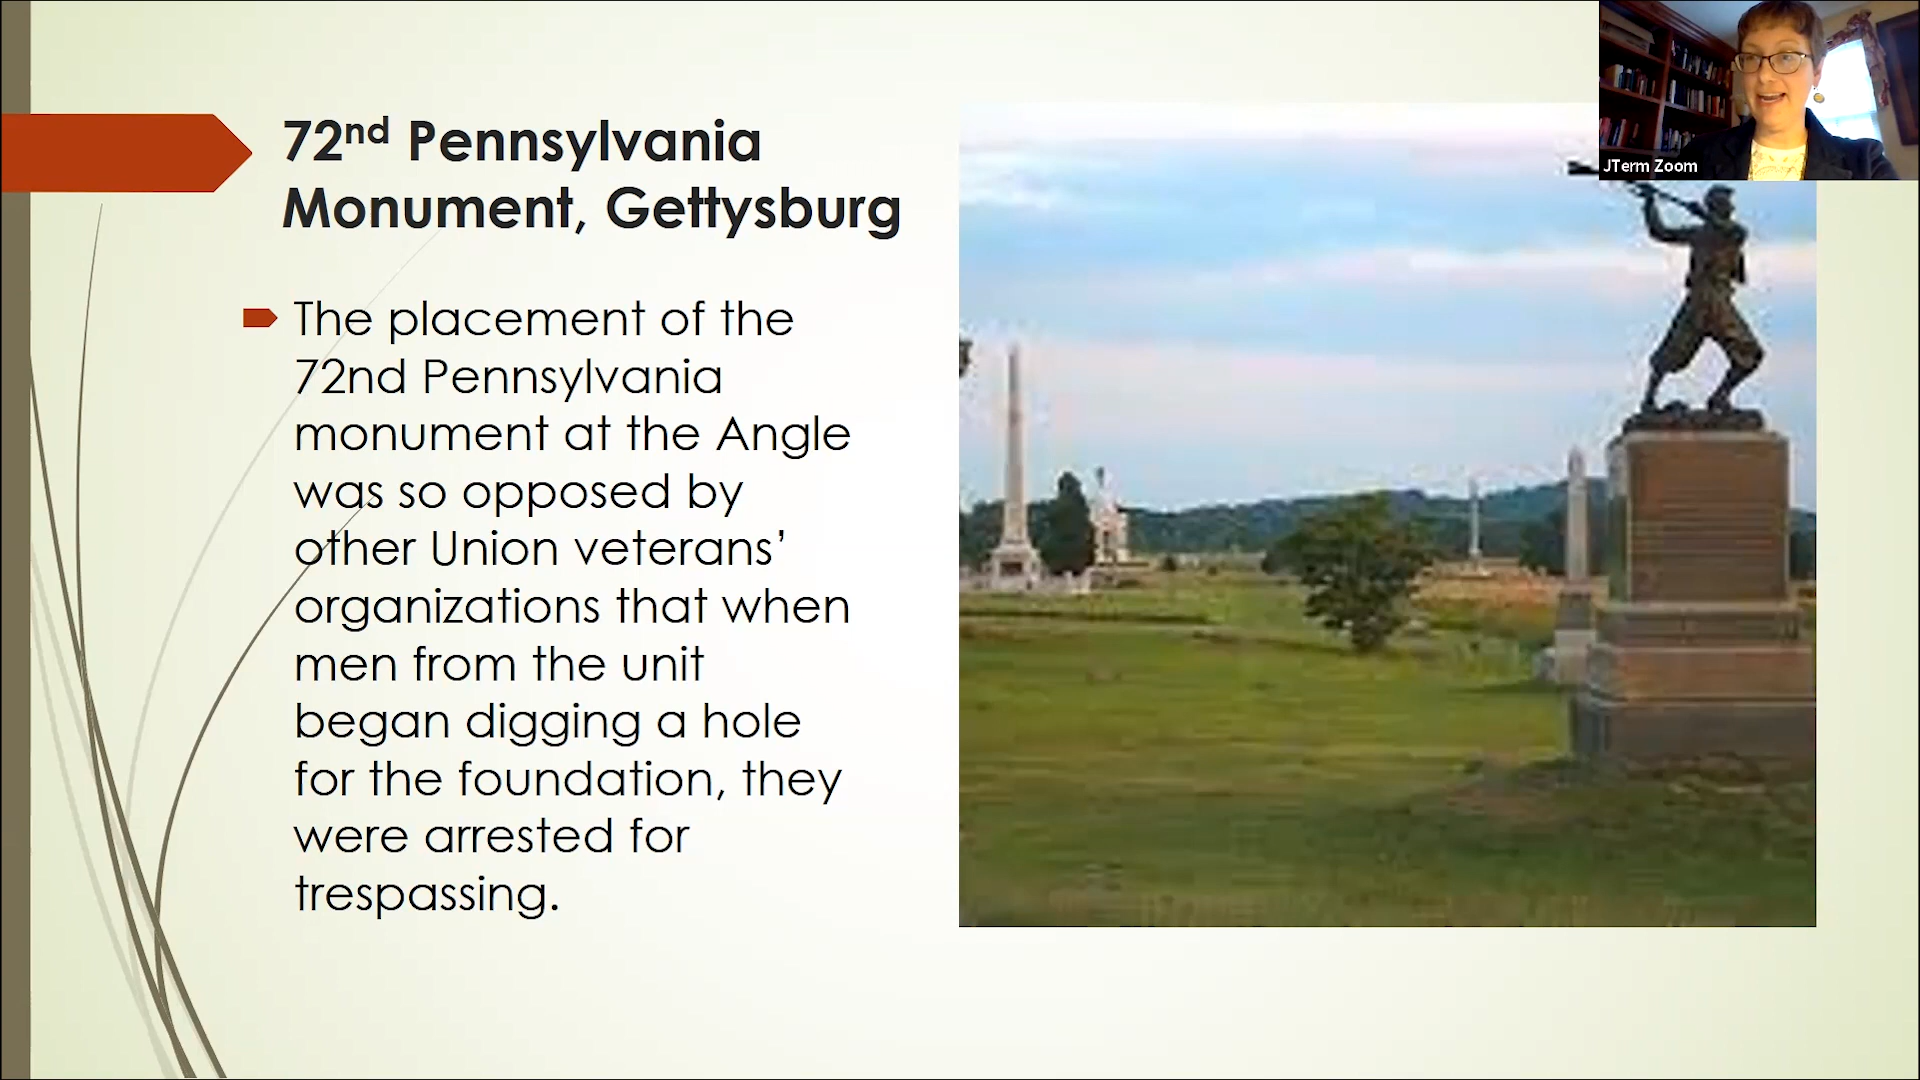 72nd Pennsylvania
Monument, Gettysburg
The placement of the
72nd Pennsylvania
monument at the Angle
was so opposed by
other Union veterans’
organizations that when
men from the unit
began digging a hole
for the foundation, they
were arrested for
trespassing.
JTerm Zoom